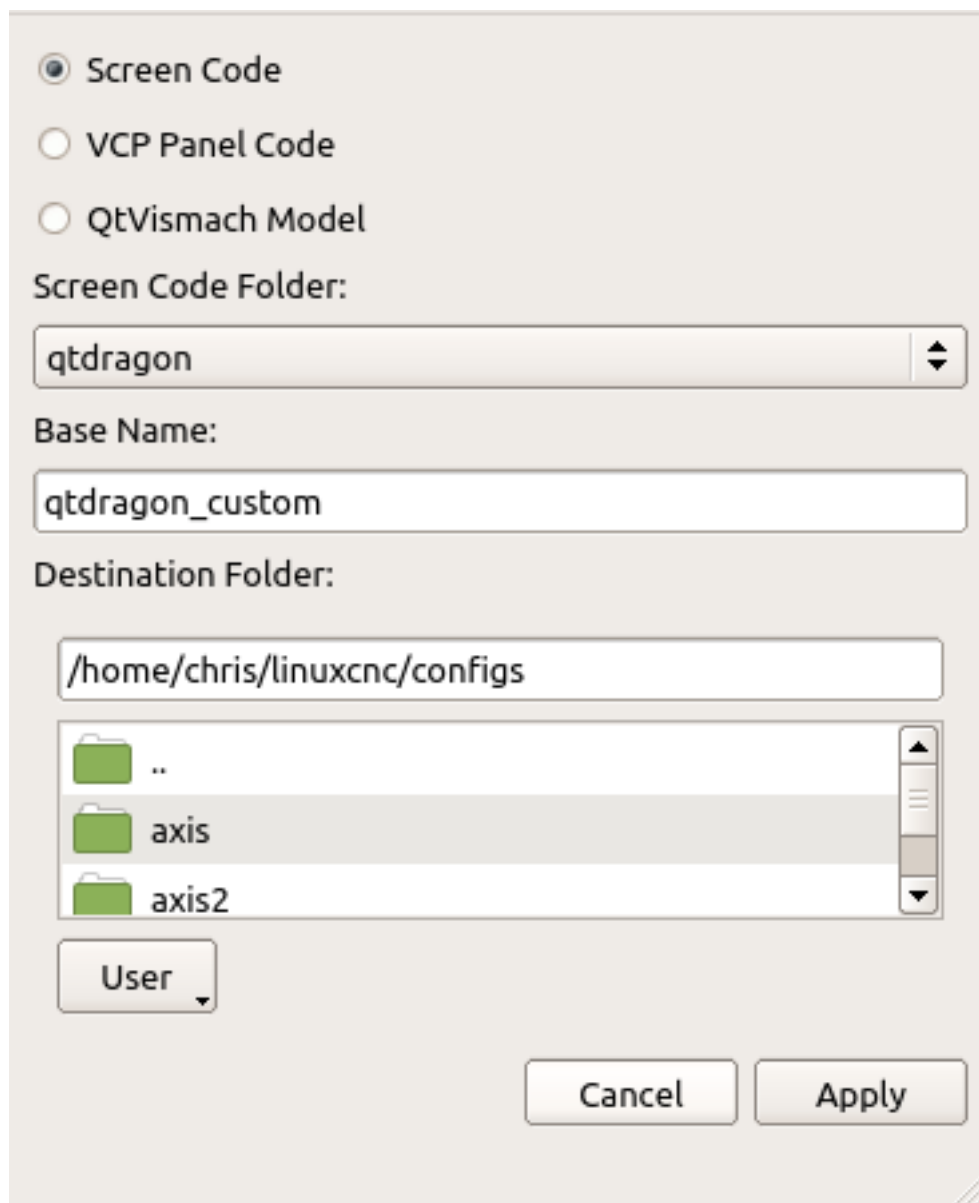 Screen Code
VCP Panel Code
QtVismach Model
Screen Code Folder:
qtdragon
Base Name:
qtdragon_custom
Destination Folder:
/home/chris/linuxcnc/configs
..
axis
axis2
User
Cancel Apply